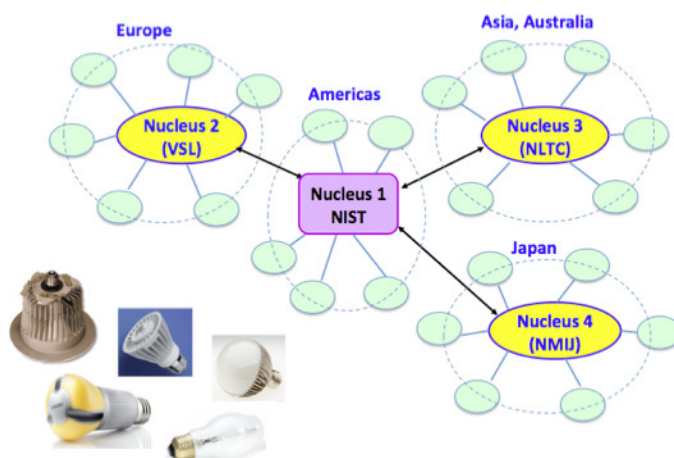 Europe
Asia, Australia
Americas
Nucleus 2
(VSL)
Nucleus 3
(NLTC)
Nucleus 1
NIST
Japan
Nucleus 4
(NMIJ)